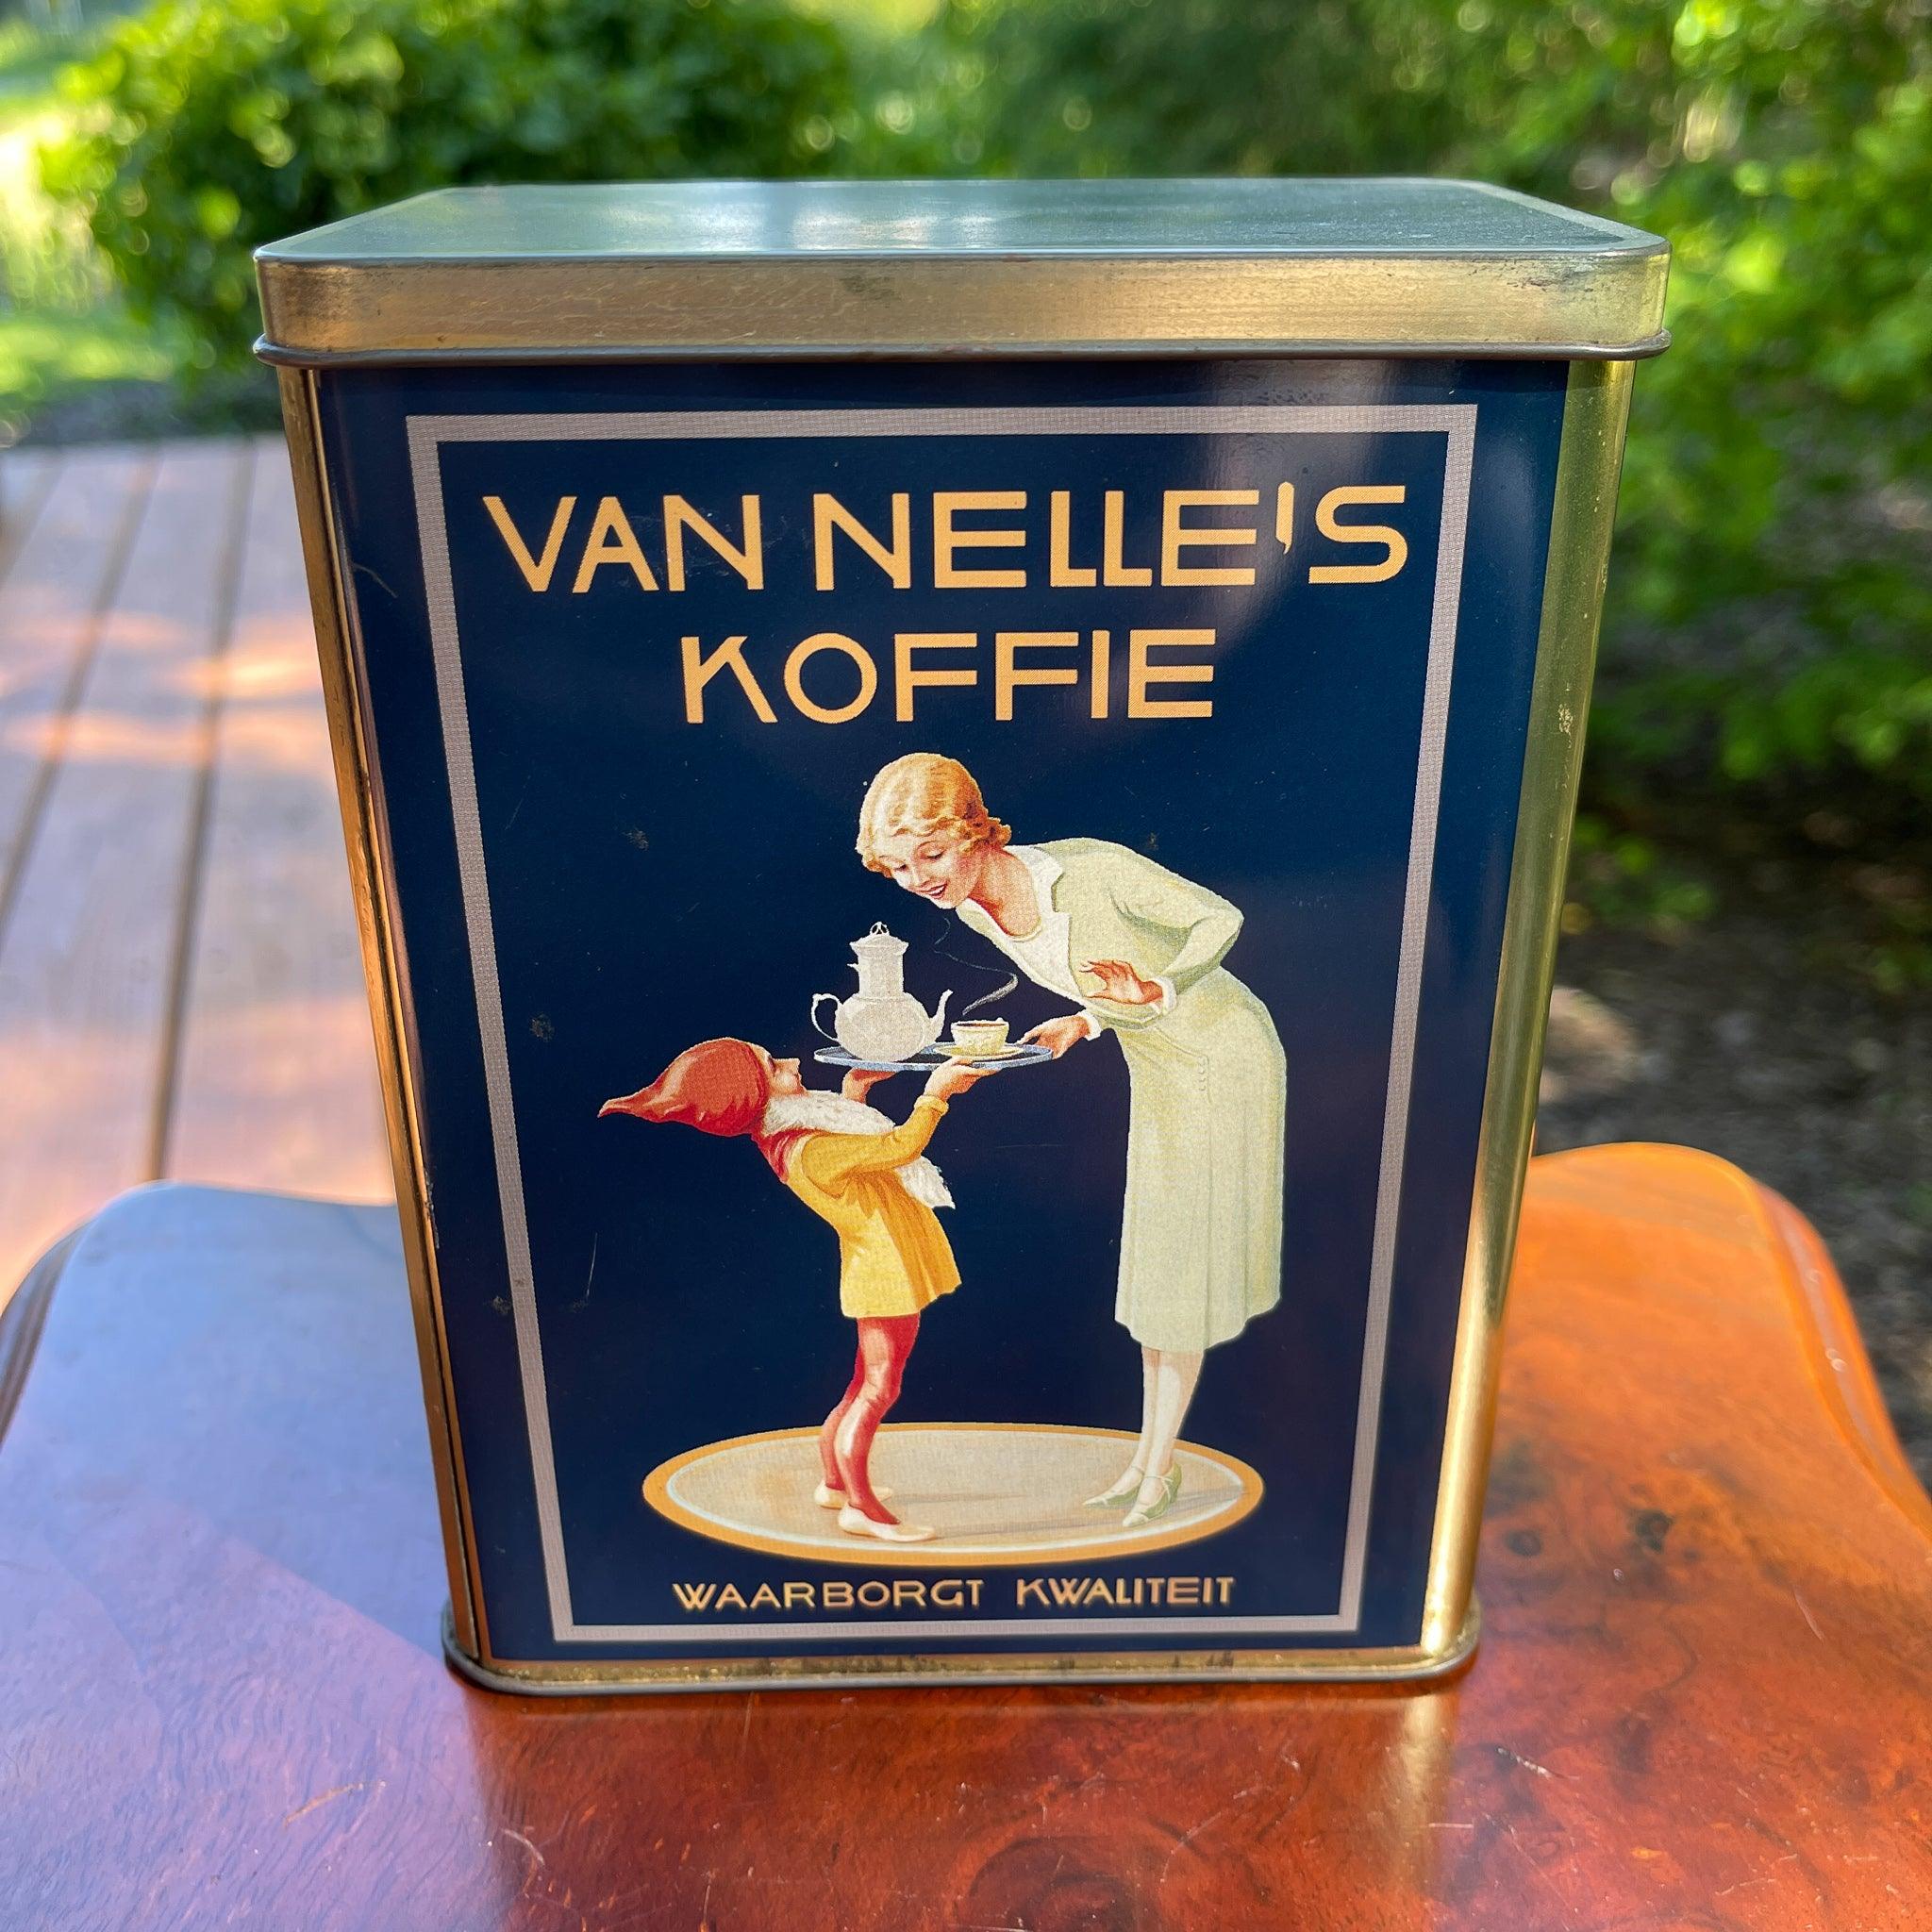 VAN NELLE'S
KOFFIE
WAARBORGT KWALITEIT